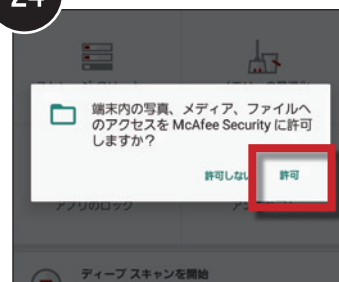 24
端末内の写真、メディア、ファイルへ
のアクセスを McAfee Security に許可
しますか？
許可しない 許可
アプリのロック
ディープ スキャンを開始